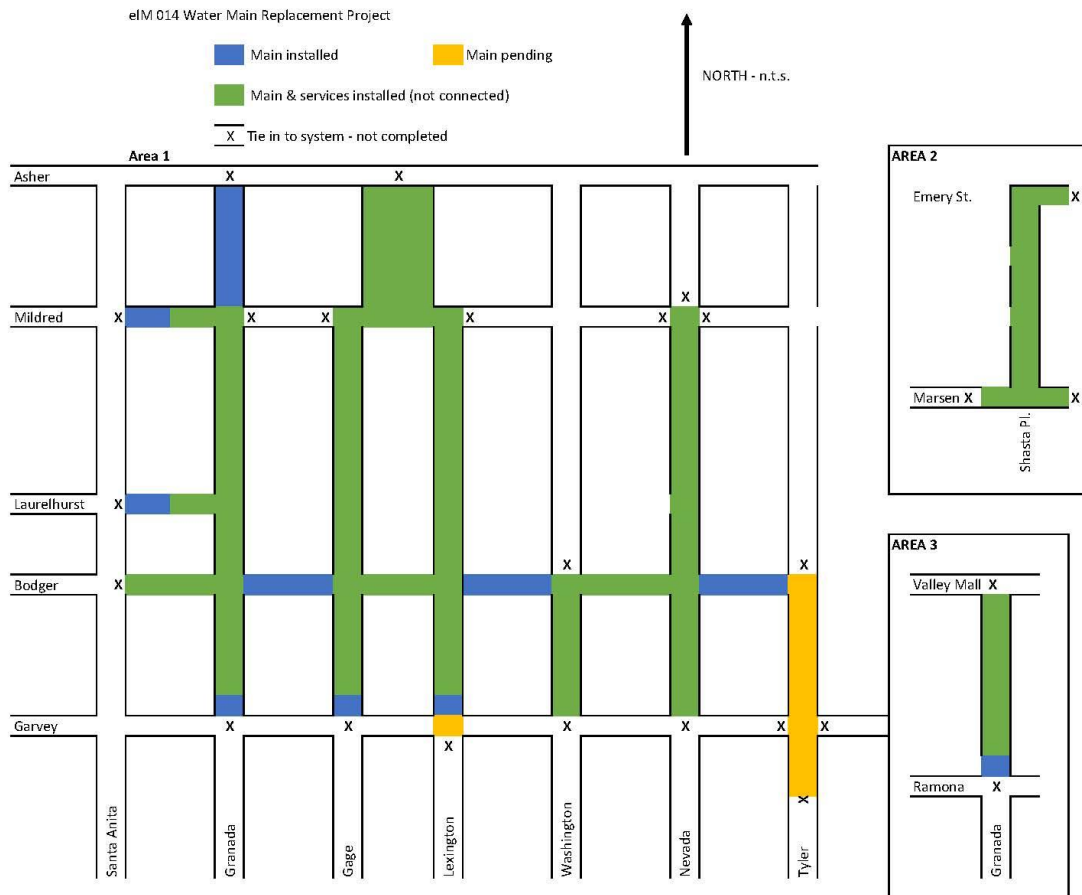 eIM 014 Water Main Replacement Project
Main installed
Main pending
NORTH - n.t.s.
Main & services installed (not connected)
X Tie in to system - not completed
Area 1
AREA 2
Asher X X
Emery St. X
X
Mildred X X X X X X
Marsen X X
Shasta Pl.
Laurelhurst X
AREA 3
X X
Bodger X
Valley Mall X
Garvey X X X X X X
X
Ramona X
X
Santa Anita
Granada
Gage
Lexington
Washington
Nevada
Tyler
Granada